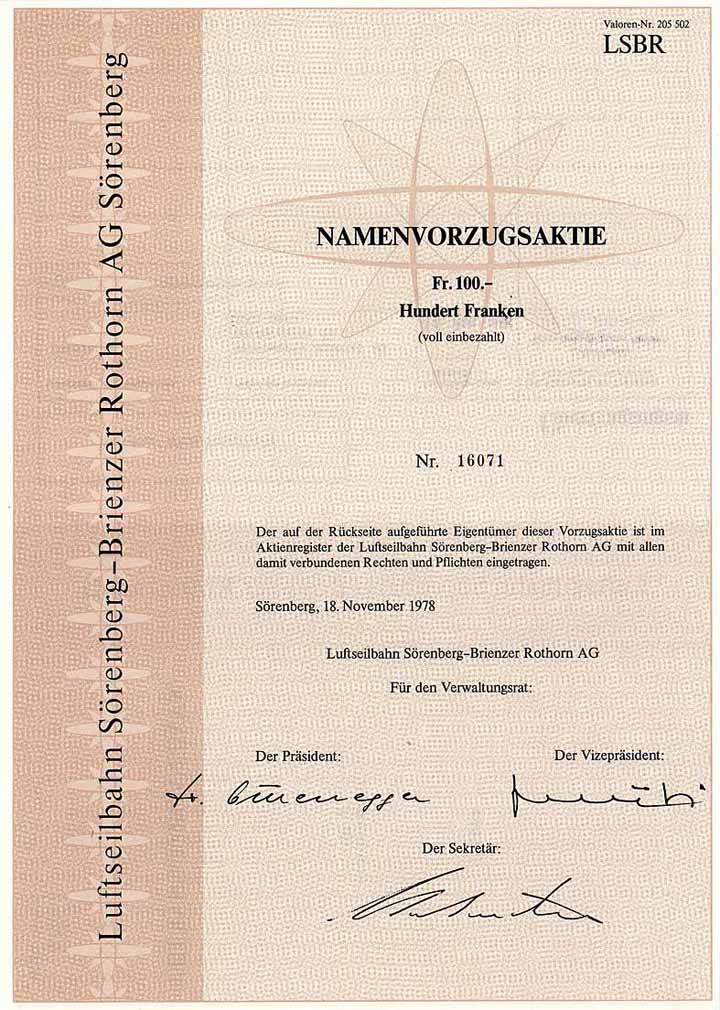 Valoren-Nr. 205 502
LSBR
Luftseilbahn Sörenberg–Brienzer Rothorn AG Sörenberg
NAMENVORZUGSAKTIE
Fr. 100.–
Hundert Franken
(voll einbezahlt)
Nr. 16071
Der auf der Rückseite aufgeführte Eigentümer dieser Vorzugsaktie ist im
Aktienregister der Luftseilbahn Sörenberg–Brienzer Rothorn AG mit allen
damit verbundenen Rechten und Pflichten eingetragen.
Sörenberg, 18. November 1978
Luftseilbahn Sörenberg–Brienzer Rothorn AG
Für den Verwaltungsrat:
Der Präsident:
Der Vizepräsident:
Der Sekretär: